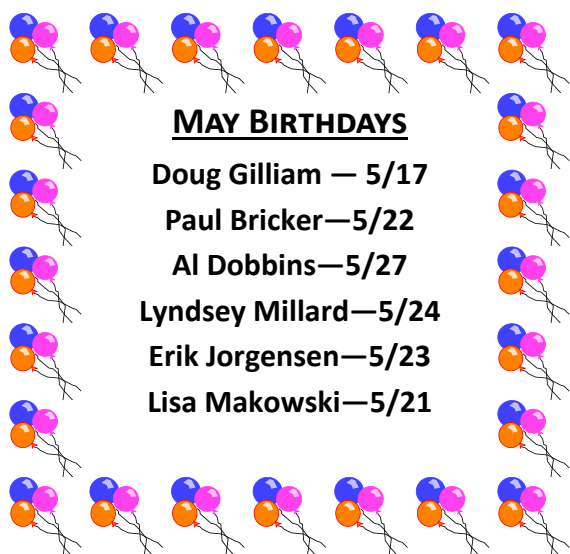 May Birthdays
Doug Gilliam — 5/17
Paul Bricker—5/22
Al Dobbins—5/27
Lyndsey Millard—5/24
Erik Jorgensen—5/23
Lisa Makowski—5/21